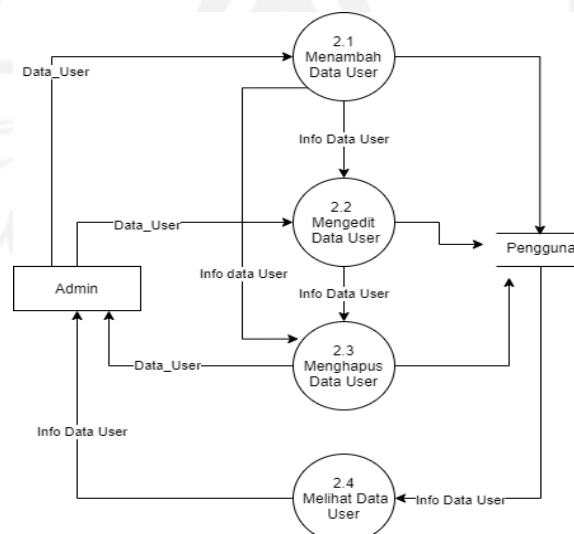 2.1
Menambah
Data User
Data_User
Info Data User
2.2
Mengedit
Data User
Data_User
Pengguna
Info data User
Info Data User
Admin
2.3
Menghapus
Data User
Data_User
Info Data User
2.4
Melihat Data
User
Info Data User